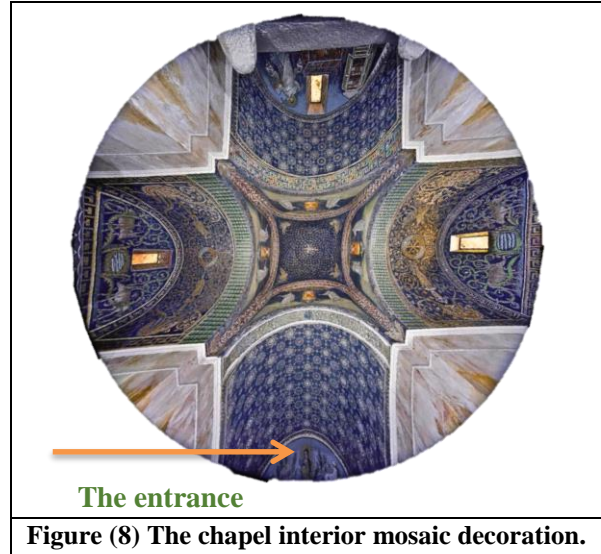 The entrance
Figure (8) The chapel interior mosaic decoration.